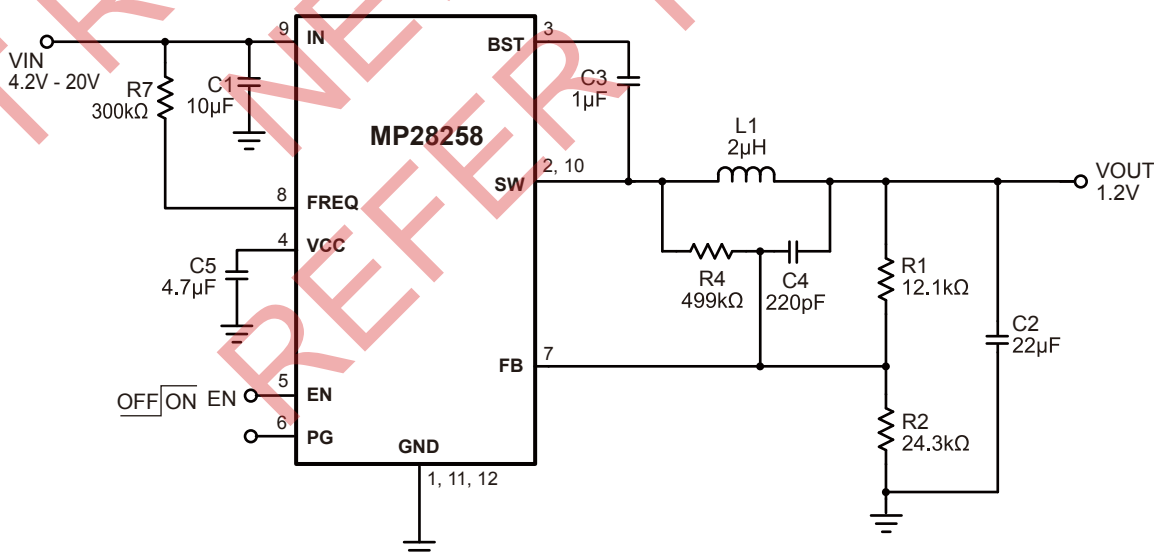 NE
REFER T
VIN
4.2V - 20V
R7
300kΩ
C1
10µF
9
IN
MP28258
BST
3
C3
1µF
SW
2, 10
L1
2µH
VOUT
1.2V
8
FREQ
4
VCC
C5
4.7µF
R4
499kΩ
C4
220pF
R1
12.1kΩ
C2
22µF
FB
7
OFF ON EN
5
EN
6
PG
R2
24.3kΩ
GND
1, 11, 12